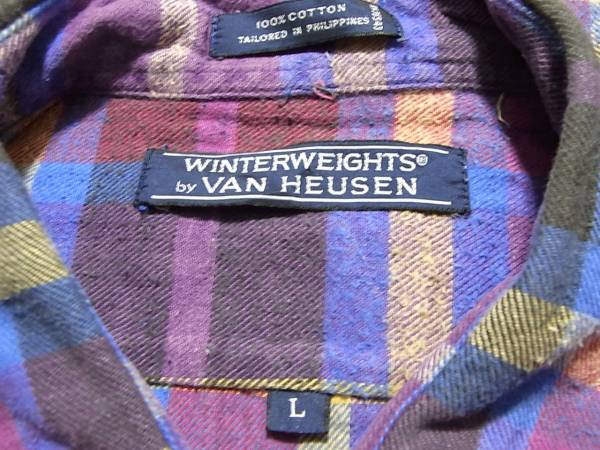 100% COTTON
TAILORED IN PHILIPPINES
WINTERWEIGHTS®
by VAN HEUSEN
L